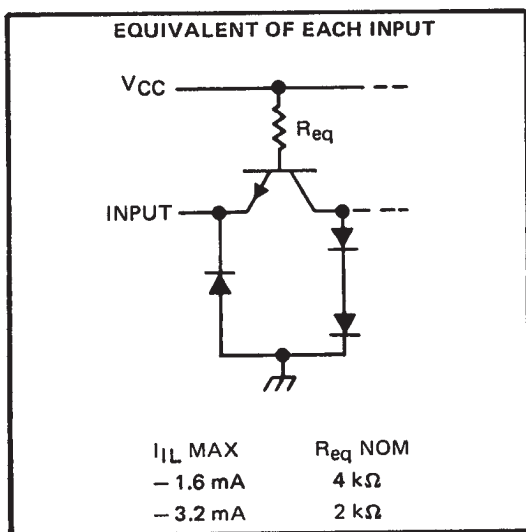 EQUIVALENT OF EACH INPUT
VCC
Req
INPUT
IIL MAX Req NOM
−1.6 mA 4 kΩ
−3.2 mA 2 kΩ